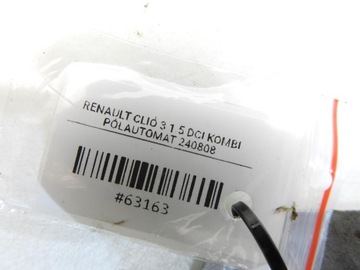 RENAULT CLIO 3 1.5 DCI KOMBI
PÓŁAUTOMAT 240808
#63163